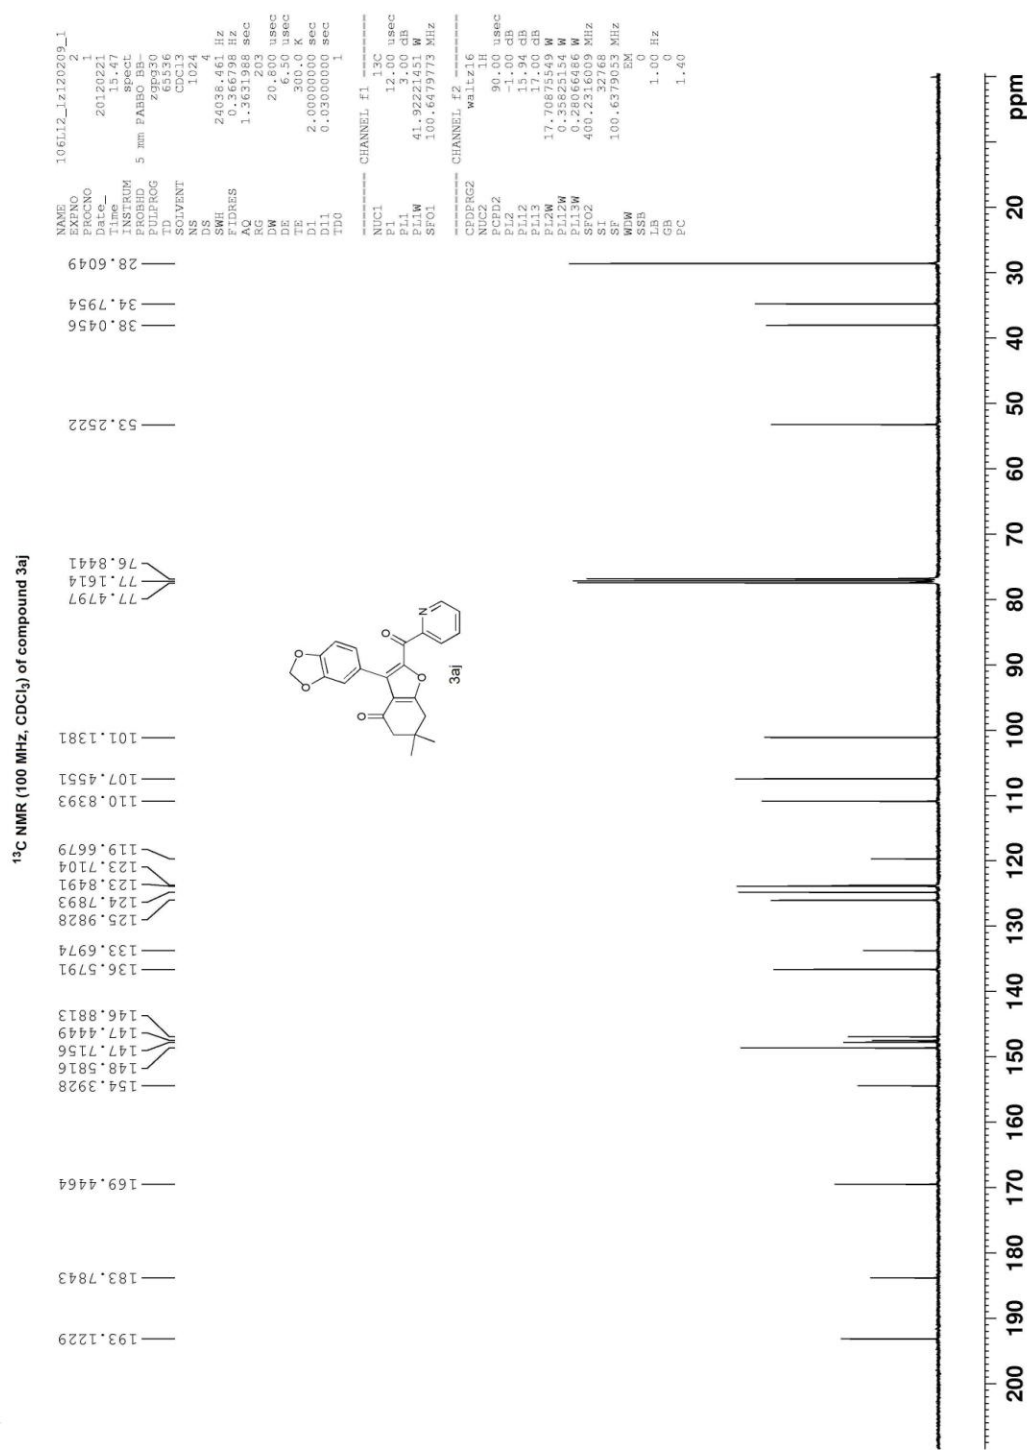 ¹³C NMR (100 MHz, CDCl₃) of compound 3aj
193.1229
183.7843
169.4464
154.3928
148.5816
147.7156
147.4449
146.8813
136.5791
133.6974
125.9828
124.7893
123.8491
123.7104
119.6679
110.8393
107.4551
101.1381
77.4797
77.1614
76.8441
53.2522
38.0456
34.7954
28.6049
NAME 106L12_lz120209_1
EXPNO 2
PROCNO 1
Date_ 20120221
Time 15.47
INSTRUM spect
PROBHD 5 mm PABBO BB-
PULPROG zgpg30
TD 65536
SOLVENT CDCl3
NS 1024
DS 4
SWH 24038.461 Hz
FIDRES 0.366798 Hz
AQ 1.3631988 sec
RG 203
DW 20.800 usec
DE 6.50 usec
TE 300.0 K
D1 2.00000000 sec
D11 0.03000000 sec
TD0 1
======== CHANNEL f1 ========
NUC1 13C
P1 12.00 usec
PL1 3.00 dB
PL1W 41.92221451 W
SFO1 100.6479773 MHz
======== CHANNEL f2 ========
CPDPRG2 waltz16
NUC2 1H
PCPD2 90.00 usec
PL2 -1.00 dB
PL12 15.94 dB
PL13 17.00 dB
PL2W 17.70875549 W
PL12W 0.35825154 W
PL13W 0.28066486 W
SFO2 400.2316009 MHz
SI 32768
SF 100.6379053 MHz
WDW EM
SSB 0
LB 1.00 Hz
GB 0
PC 1.40
O
O
O
O
N
O
3aj
200 190 180 170 160 150 140 130 120 110 100 90 80 70 60 50 40 30 20 ppm